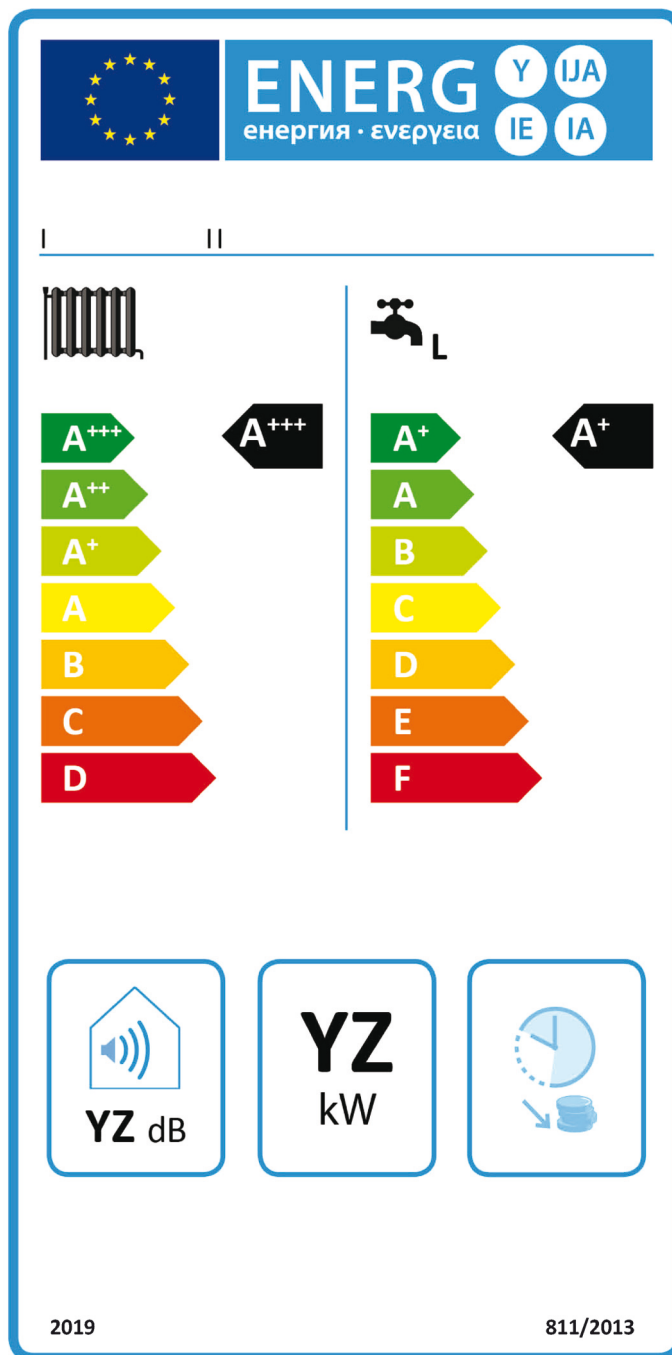 ENERG Y IJA
енергия · ενεργεια IE IA
I II
L
A+++ A+++
A++
A+
A
B
C
D
A+ A+
A
B
C
D
E
F
YZ dB
YZ
kW
2019 811/2013